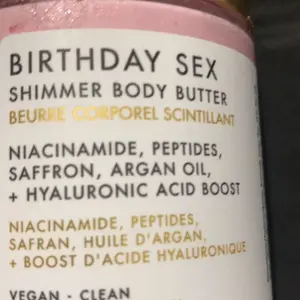 BIRTHDAY SEX
SHIMMER BODY BUTTER
BEURRE CORPOREL SCINTILLANT
NIACINAMIDE, PEPTIDES,
SAFFRON, ARGAN OIL,
+ HYALURONIC ACID BOOST
NIACINAMIDE, PEPTIDES,
SAFRAN, HUILE D'ARGAN,
+ BOOST D'ACIDE HYALURONIQUE
VEGAN - CLEAN